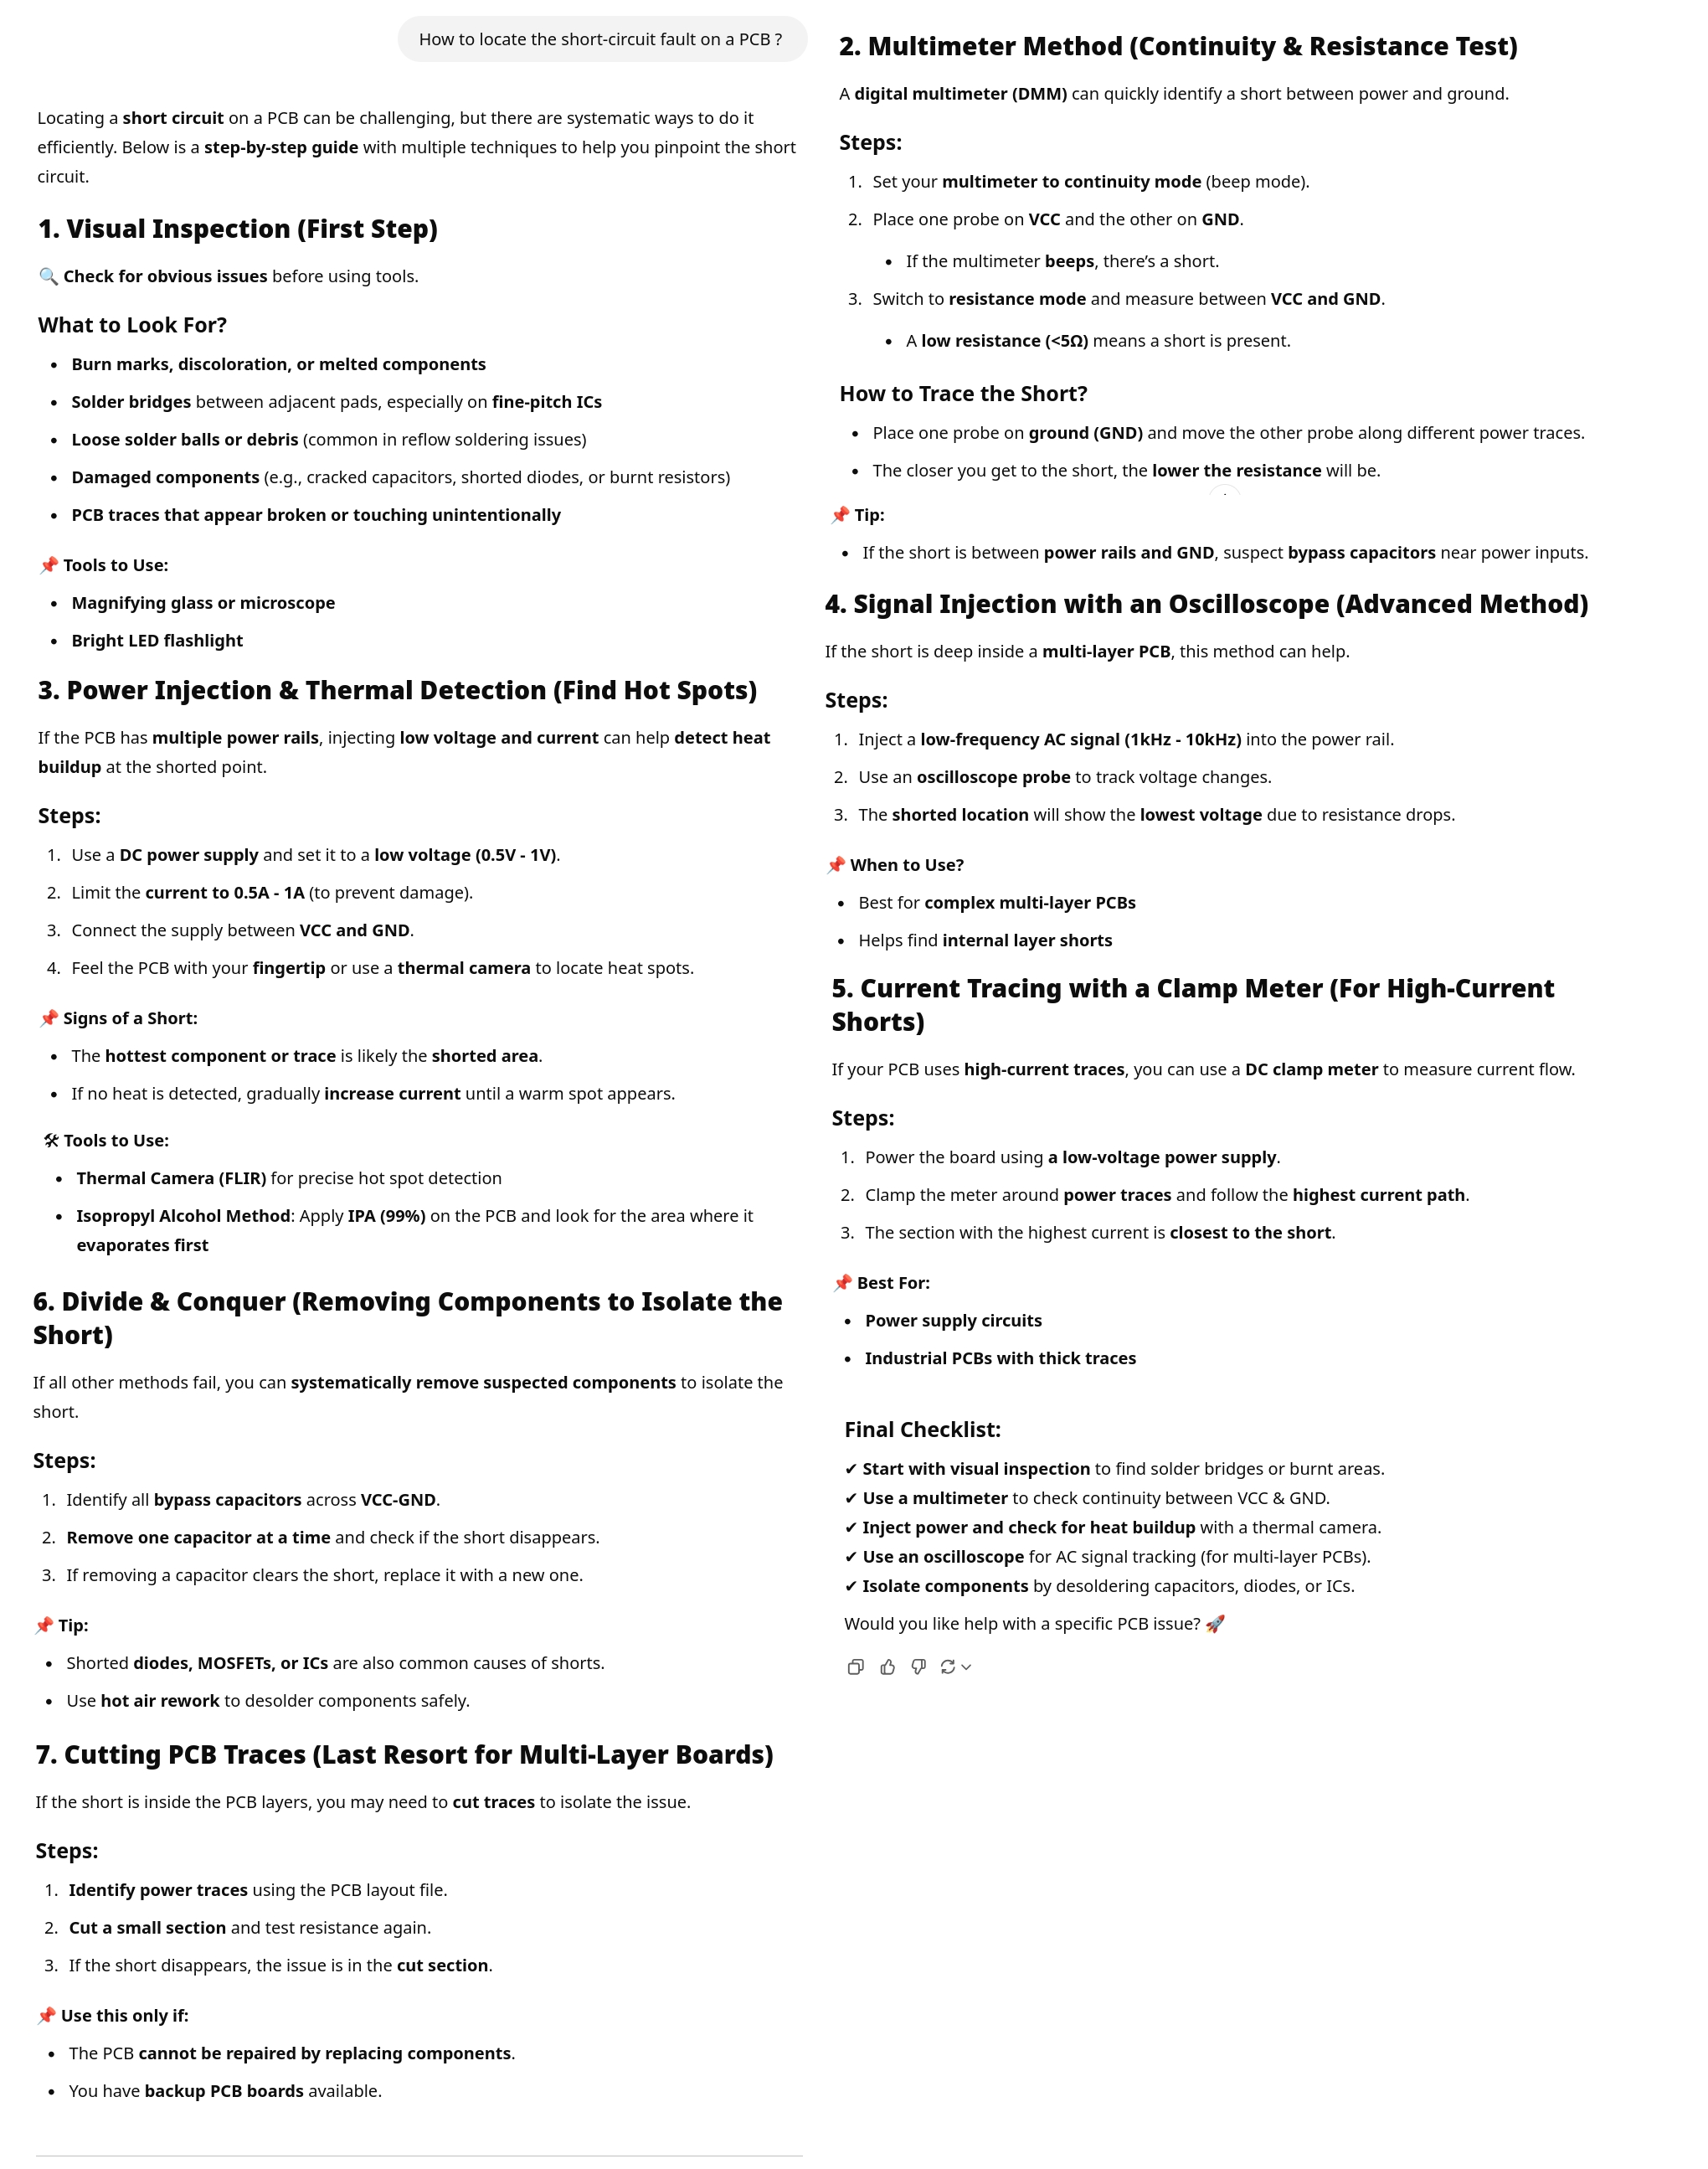 How to locate the short-circuit fault on a PCB ?
Locating a short circuit on a PCB can be challenging, but there are systematic ways to do it
efficiently. Below is a step-by-step guide with multiple techniques to help you pinpoint the short
circuit.
1. Visual Inspection (First Step)
🔍 Check for obvious issues before using tools.
What to Look For?
• Burn marks, discoloration, or melted components
• Solder bridges between adjacent pads, especially on fine-pitch ICs
• Loose solder balls or debris (common in reflow soldering issues)
• Damaged components (e.g., cracked capacitors, shorted diodes, or burnt resistors)
• PCB traces that appear broken or touching unintentionally
📌 Tools to Use:
• Magnifying glass or microscope
• Bright LED flashlight
2. Multimeter Method (Continuity & Resistance Test)
A digital multimeter (DMM) can quickly identify a short between power and ground.
Steps:
1. Set your multimeter to continuity mode (beep mode).
2. Place one probe on VCC and the other on GND.
• If the multimeter beeps, there’s a short.
3. Switch to resistance mode and measure between VCC and GND.
• A low resistance (<5Ω) means a short is present.
How to Trace the Short?
• Place one probe on ground (GND) and move the other probe along different power traces.
• The closer you get to the short, the lower the resistance will be.
📌 Tip:
• If the short is between power rails and GND, suspect bypass capacitors near power inputs.
3. Power Injection & Thermal Detection (Find Hot Spots)
If the PCB has multiple power rails, injecting low voltage and current can help detect heat
buildup at the shorted point.
Steps:
1. Use a DC power supply and set it to a low voltage (0.5V - 1V).
2. Limit the current to 0.5A - 1A (to prevent damage).
3. Connect the supply between VCC and GND.
4. Feel the PCB with your fingertip or use a thermal camera to locate heat spots.
📌 Signs of a Short:
• The hottest component or trace is likely the shorted area.
• If no heat is detected, gradually increase current until a warm spot appears.
🛠 Tools to Use:
• Thermal Camera (FLIR) for precise hot spot detection
• Isopropyl Alcohol Method: Apply IPA (99%) on the PCB and look for the area where it
evaporates first
4. Signal Injection with an Oscilloscope (Advanced Method)
If the short is deep inside a multi-layer PCB, this method can help.
Steps:
1. Inject a low-frequency AC signal (1kHz - 10kHz) into the power rail.
2. Use an oscilloscope probe to track voltage changes.
3. The shorted location will show the lowest voltage due to resistance drops.
📌 When to Use?
• Best for complex multi-layer PCBs
• Helps find internal layer shorts
5. Current Tracing with a Clamp Meter (For High-Current
Shorts)
If your PCB uses high-current traces, you can use a DC clamp meter to measure current flow.
Steps:
1. Power the board using a low-voltage power supply.
2. Clamp the meter around power traces and follow the highest current path.
3. The section with the highest current is closest to the short.
📌 Best For:
• Power supply circuits
• Industrial PCBs with thick traces
6. Divide & Conquer (Removing Components to Isolate the
Short)
If all other methods fail, you can systematically remove suspected components to isolate the
short.
Steps:
1. Identify all bypass capacitors across VCC-GND.
2. Remove one capacitor at a time and check if the short disappears.
3. If removing a capacitor clears the short, replace it with a new one.
📌 Tip:
• Shorted diodes, MOSFETs, or ICs are also common causes of shorts.
• Use hot air rework to desolder components safely.
7. Cutting PCB Traces (Last Resort for Multi-Layer Boards)
If the short is inside the PCB layers, you may need to cut traces to isolate the issue.
Steps:
1. Identify power traces using the PCB layout file.
2. Cut a small section and test resistance again.
3. If the short disappears, the issue is in the cut section.
📌 Use this only if:
• The PCB cannot be repaired by replacing components.
• You have backup PCB boards available.
Final Checklist:
✔ Start with visual inspection to find solder bridges or burnt areas.
✔ Use a multimeter to check continuity between VCC & GND.
✔ Inject power and check for heat buildup with a thermal camera.
✔ Use an oscilloscope for AC signal tracking (for multi-layer PCBs).
✔ Isolate components by desoldering capacitors, diodes, or ICs.
Would you like help with a specific PCB issue? 🚀